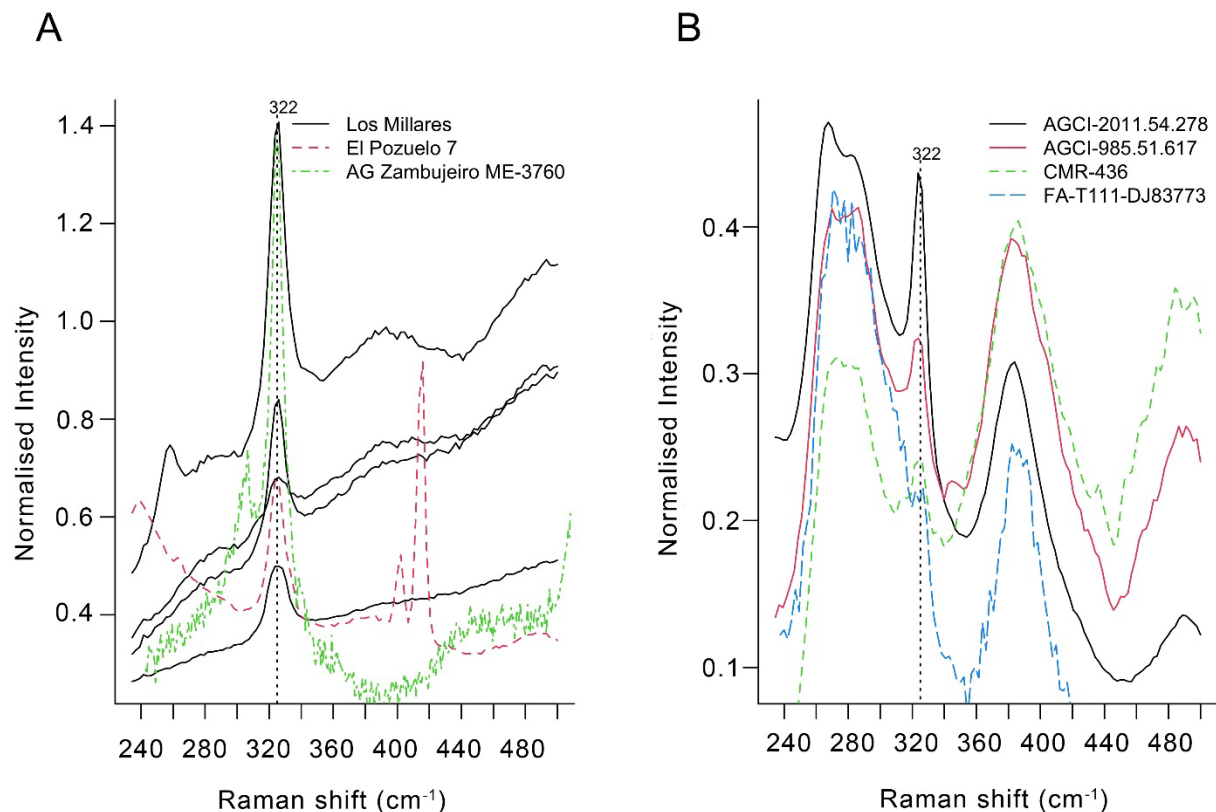 A
Normalised Intensity
1.4
1.2
1.0
0.8
0.6
0.4
322
Los Millares
El Pozuelo 7
AG Zambujeiro ME-3760
240 280 320 360 400 440 480
Raman shift (cm⁻¹)
B
Normalised Intensity
0.4
0.3
0.2
0.1
322
AGCI-2011.54.278
AGCI-985.51.617
CMR-436
FA-T111-DJ83773
240 280 320 360 400 440 480
Raman shift (cm⁻¹)